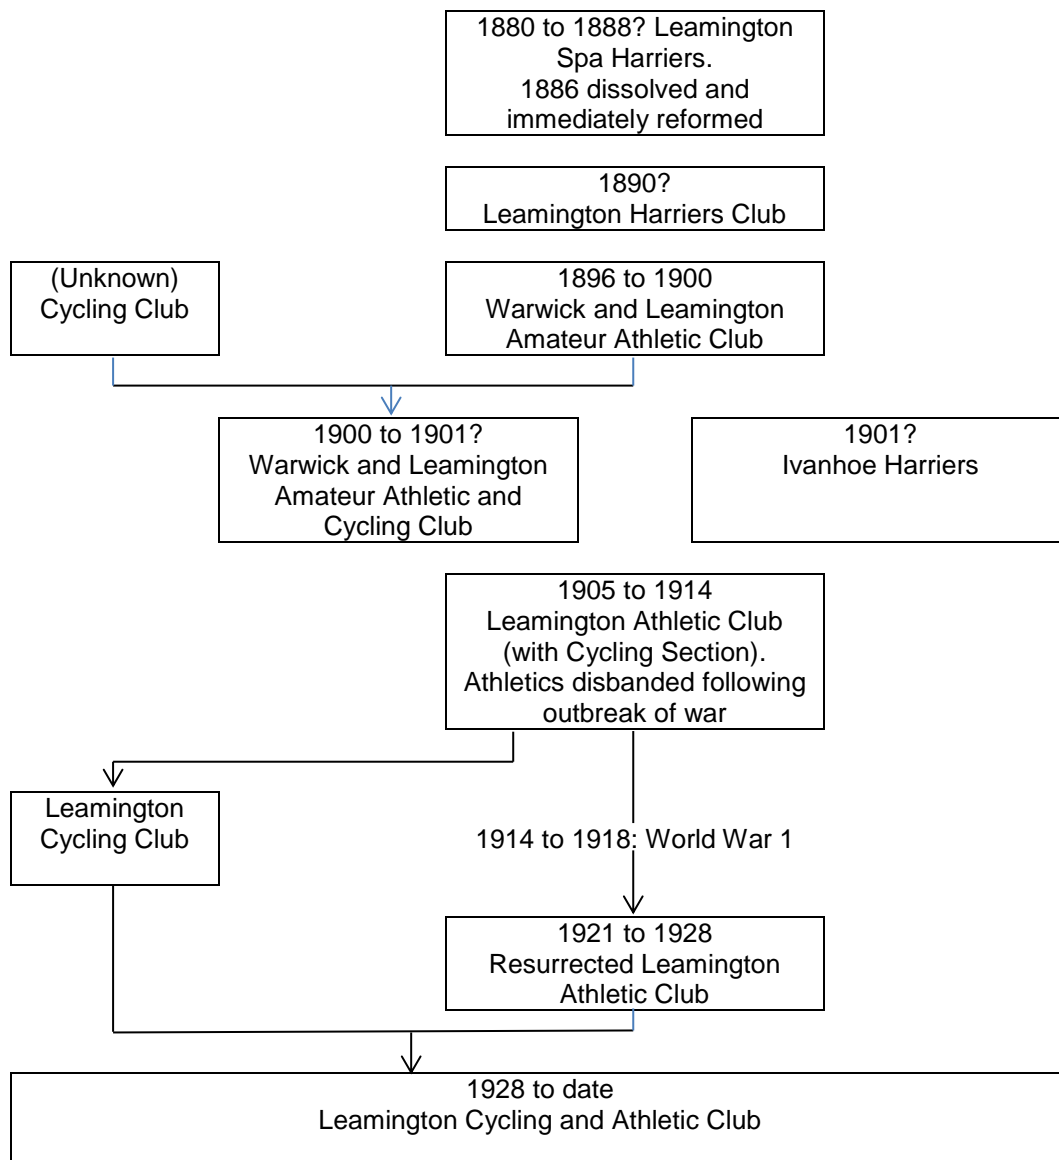 1880 to 1888? Leamington
Spa Harriers.
1886 dissolved and
immediately reformed
1890?
Leamington Harriers Club
(Unknown)
Cycling Club
1896 to 1900
Warwick and Leamington
Amateur Athletic Club
1900 to 1901?
Warwick and Leamington
Amateur Athletic and
Cycling Club
1901?
Ivanhoe Harriers
1905 to 1914
Leamington Athletic Club
(with Cycling Section).
Athletics disbanded following
outbreak of war
Leamington
Cycling Club
1914 to 1918: World War 1
1921 to 1928
Resurrected Leamington
Athletic Club
1928 to date
Leamington Cycling and Athletic Club